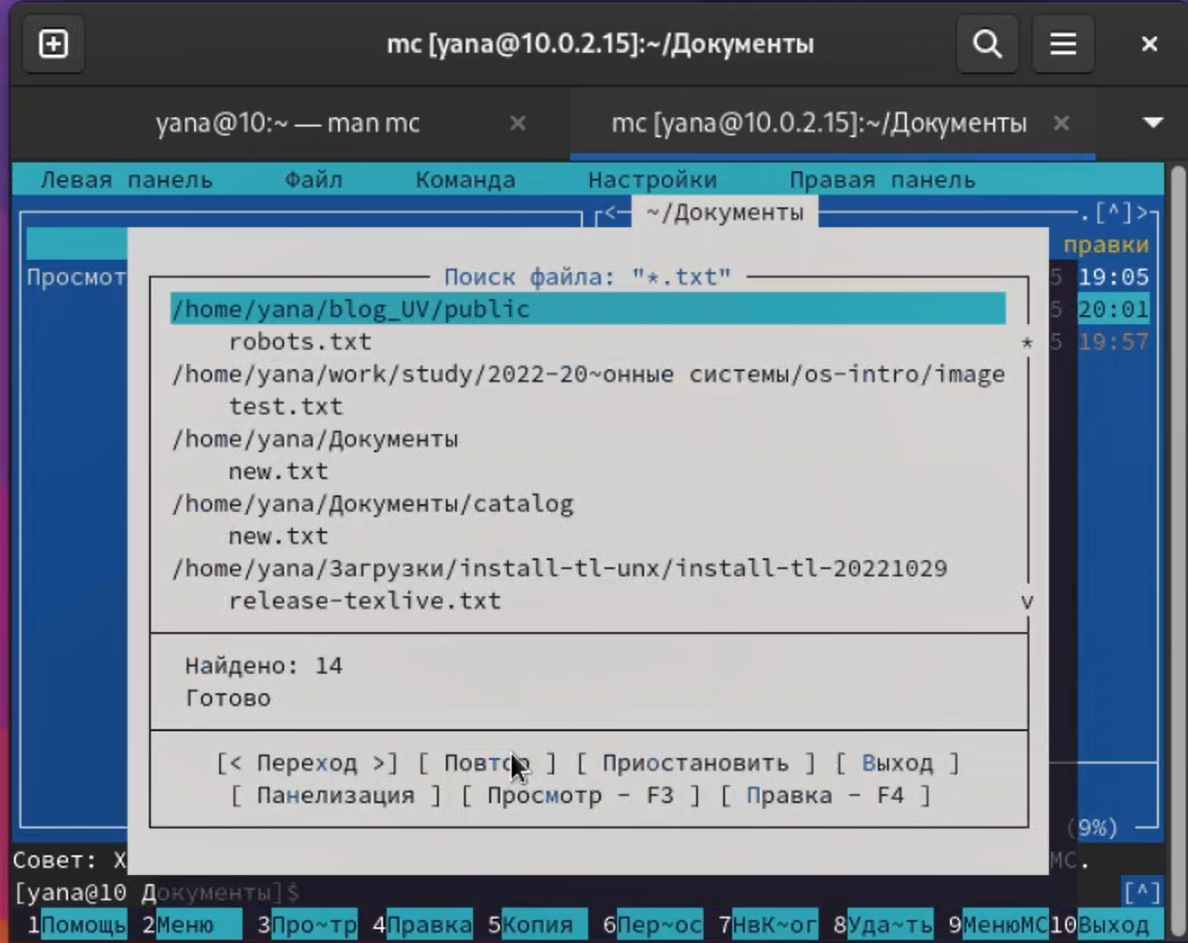 mc [yana@10.0.2.15]:~/Документы
yana@10:~ — man mc
mc [yana@10.0.2.15]:~/Документы
Левая панель Файл Команда Настройки Правая панель
<- ~/Документы .[^]>
правки
Просмот
Поиск файла: "*.txt"
5 19:05
/home/yana/blog_UV/public
5 20:01
robots.txt
* 5 19:57
/home/yana/work/study/2022-20~онные системы/os-intro/image
test.txt
/home/yana/Документы
new.txt
/home/yana/Документы/catalog
new.txt
/home/yana/Загрузки/install-tl-unx/install-tl-20221029
release-texlive.txt
v
Найдено: 14
Готово
[< Переход >] [ Повтор ] [ Приостановить ] [ Выход ]
[ Панелизация ] [ Просмотр - F3 ] [ Правка - F4 ]
(9%)
Совет: Х
МС.
[yana@10 Документы]$ [^]
1Помощь 2Меню 3Про~тр 4Правка 5Копия 6Пер~ос 7НвК~ог 8Уда~ть 9МенюМС 10Выход